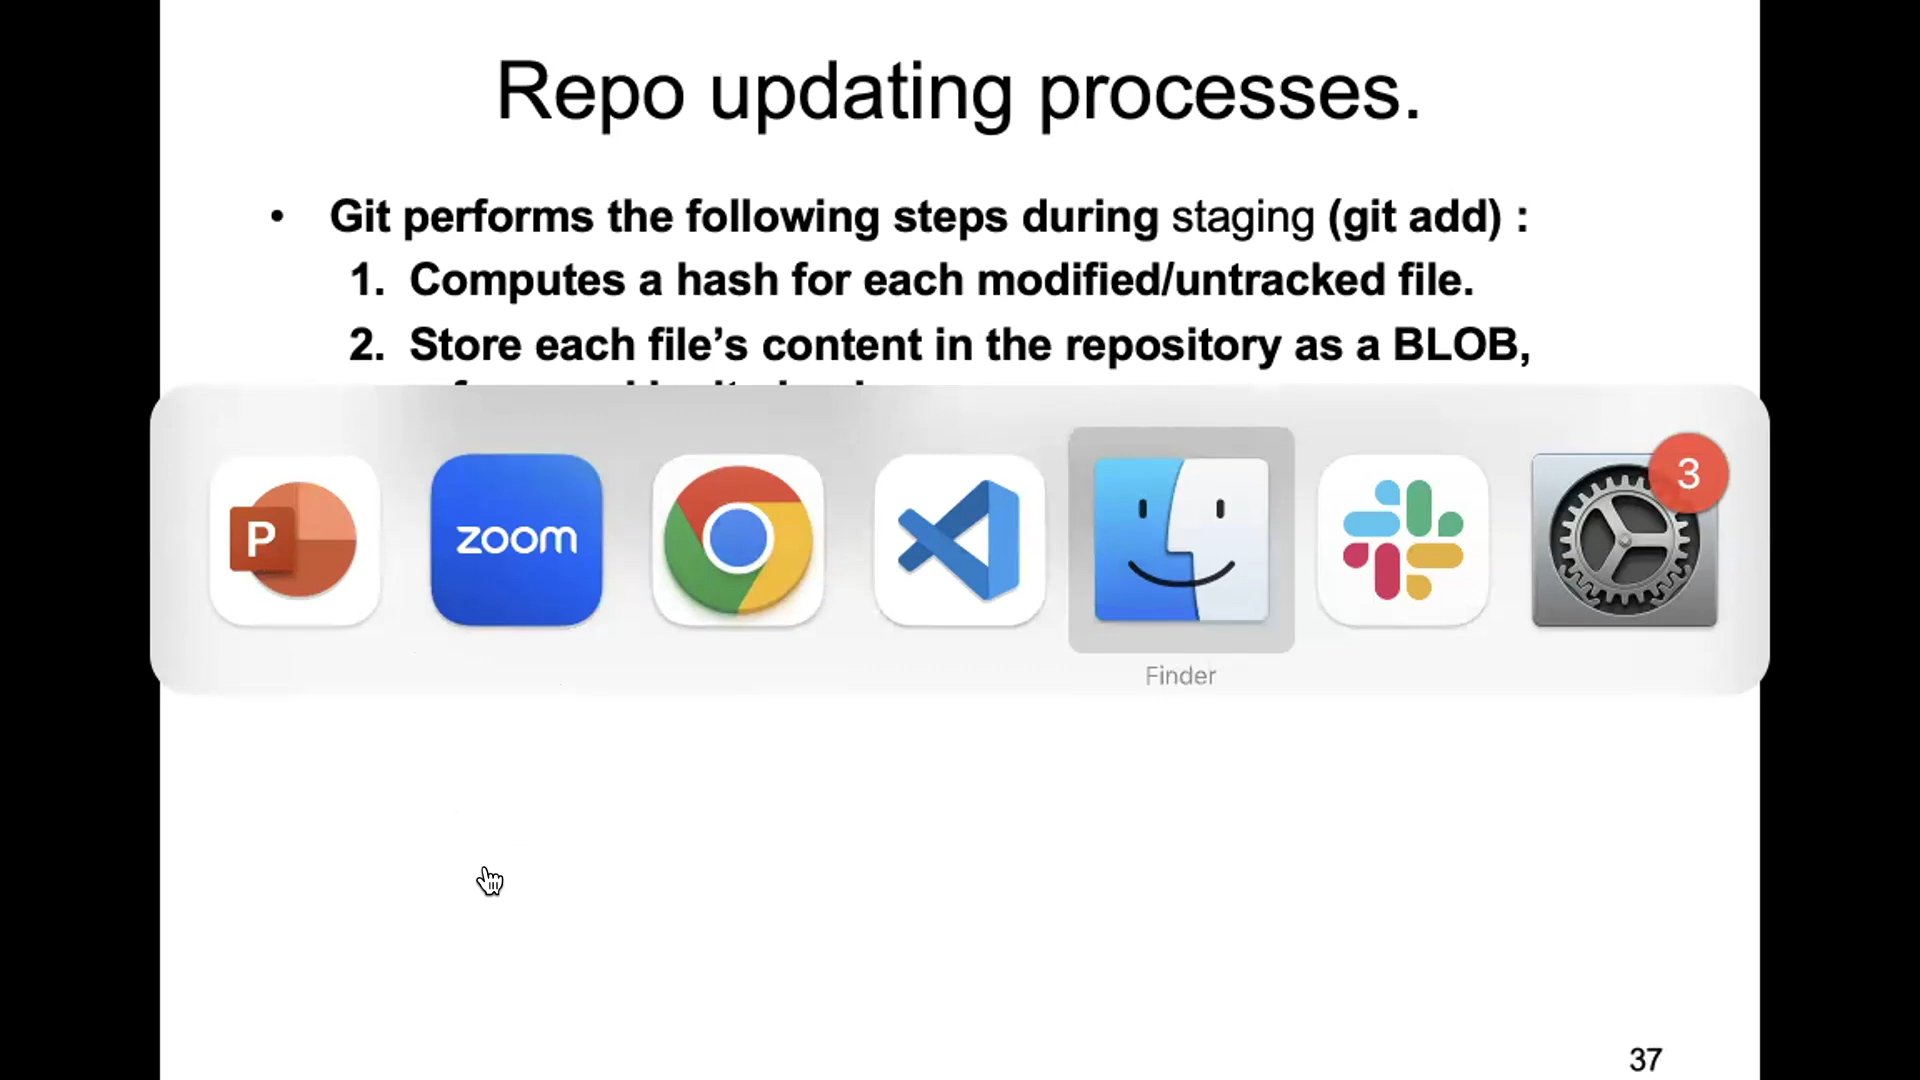 Repo updating processes.
• Git performs the following steps during staging (git add) :
1. Computes a hash for each modified/untracked file.
2. Store each file’s content in the repository as a BLOB,
P
zoom
3
Finder
37